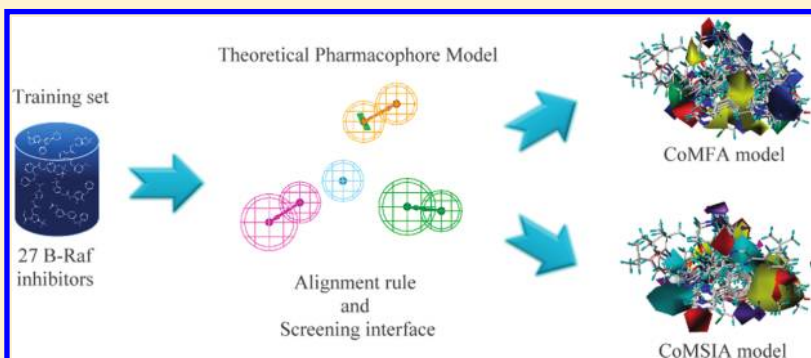 Theoretical Pharmacophore Model
Training set
27 B-Raf
inhibitors
Alignment rule
and
Screening interface
CoMFA model
CoMSIA model